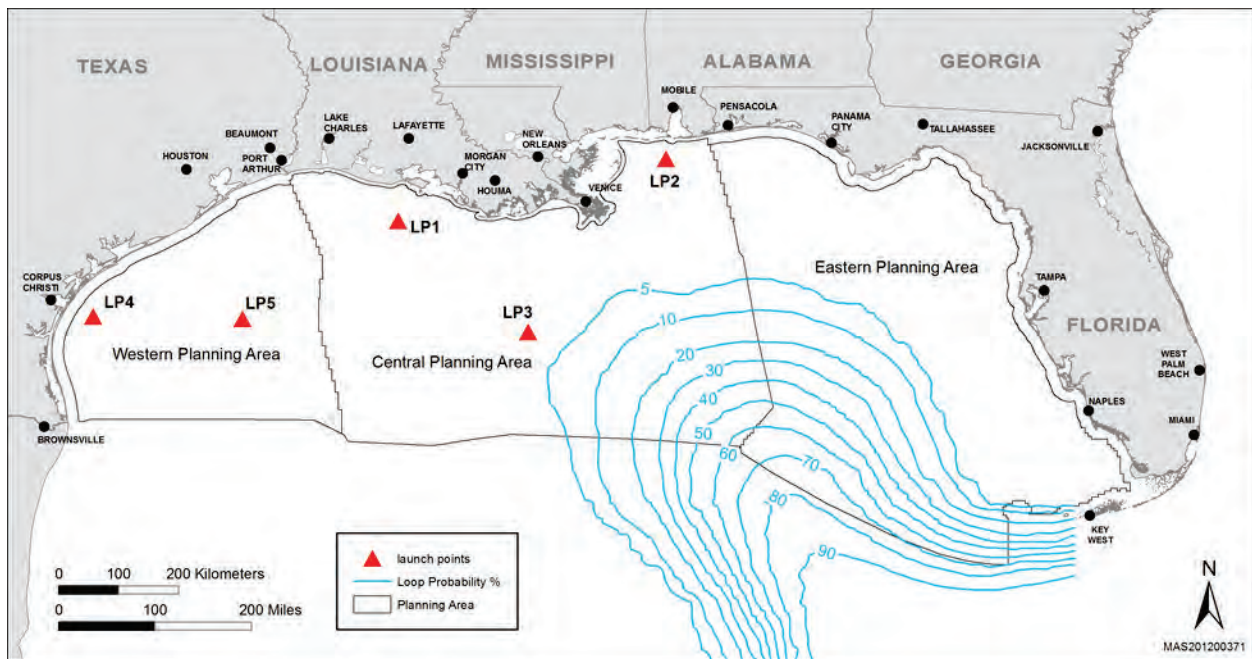 TEXAS
LOUISIANA
MISSISSIPPI
ALABAMA
GEORGIA
MOBILE
PENSACOLA
PANAMA
CITY
TALLAHASSEE
JACKSONVILLE
LAKE
CHARLES
LAFAYETTE
BEAUMONT
PORT
ARTHUR
HOUSTON
NEW
ORLEANS
MORGAN
CITY
HOUMA
VENICE
LP2
LP1
Eastern Planning Area
CORPUS
CHRISTI
TAMPA
LP4
LP5
LP3
FLORIDA
Western Planning Area
Central Planning Area
WEST
PALM
BEACH
NAPLES
MIAMI
BROWNSVILLE
KEY
WEST
5
10
20
30
40
50
60
70
80
90
launch points
Loop Probability %
Planning Area
0 100 200 Kilometers
0 100 200 Miles
N
MAS201200371